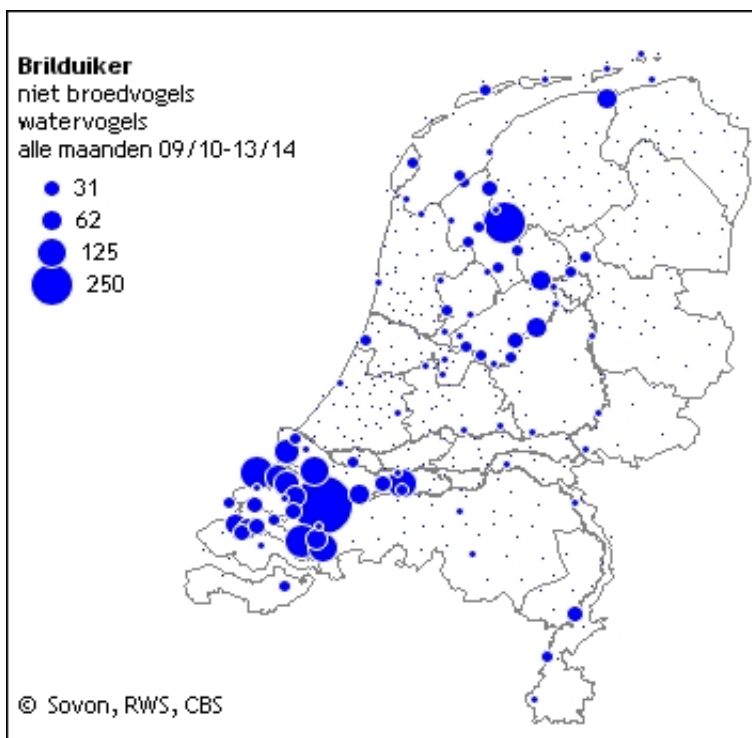 Brilduiker
niet broedvogels
watervogels
alle maanden 09/10-13/14
31
62
125
250
© Sovon, RWS, CBS